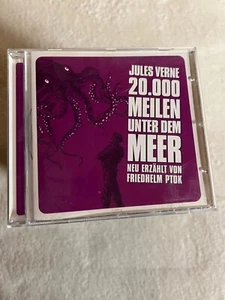 JULES VERNE
20.000
MEILEN
UNTER DEM
MEER
NEU ERZÄHLT VON
FRIEDHELM PTOK